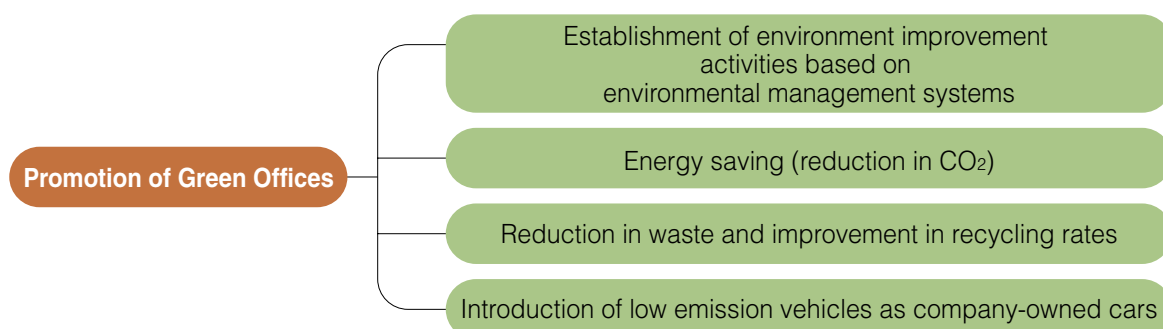 Establishment of environment improvement
activities based on
environmental management systems
Promotion of Green Offices
Energy saving (reduction in CO₂)
Reduction in waste and improvement in recycling rates
Introduction of low emission vehicles as company-owned cars